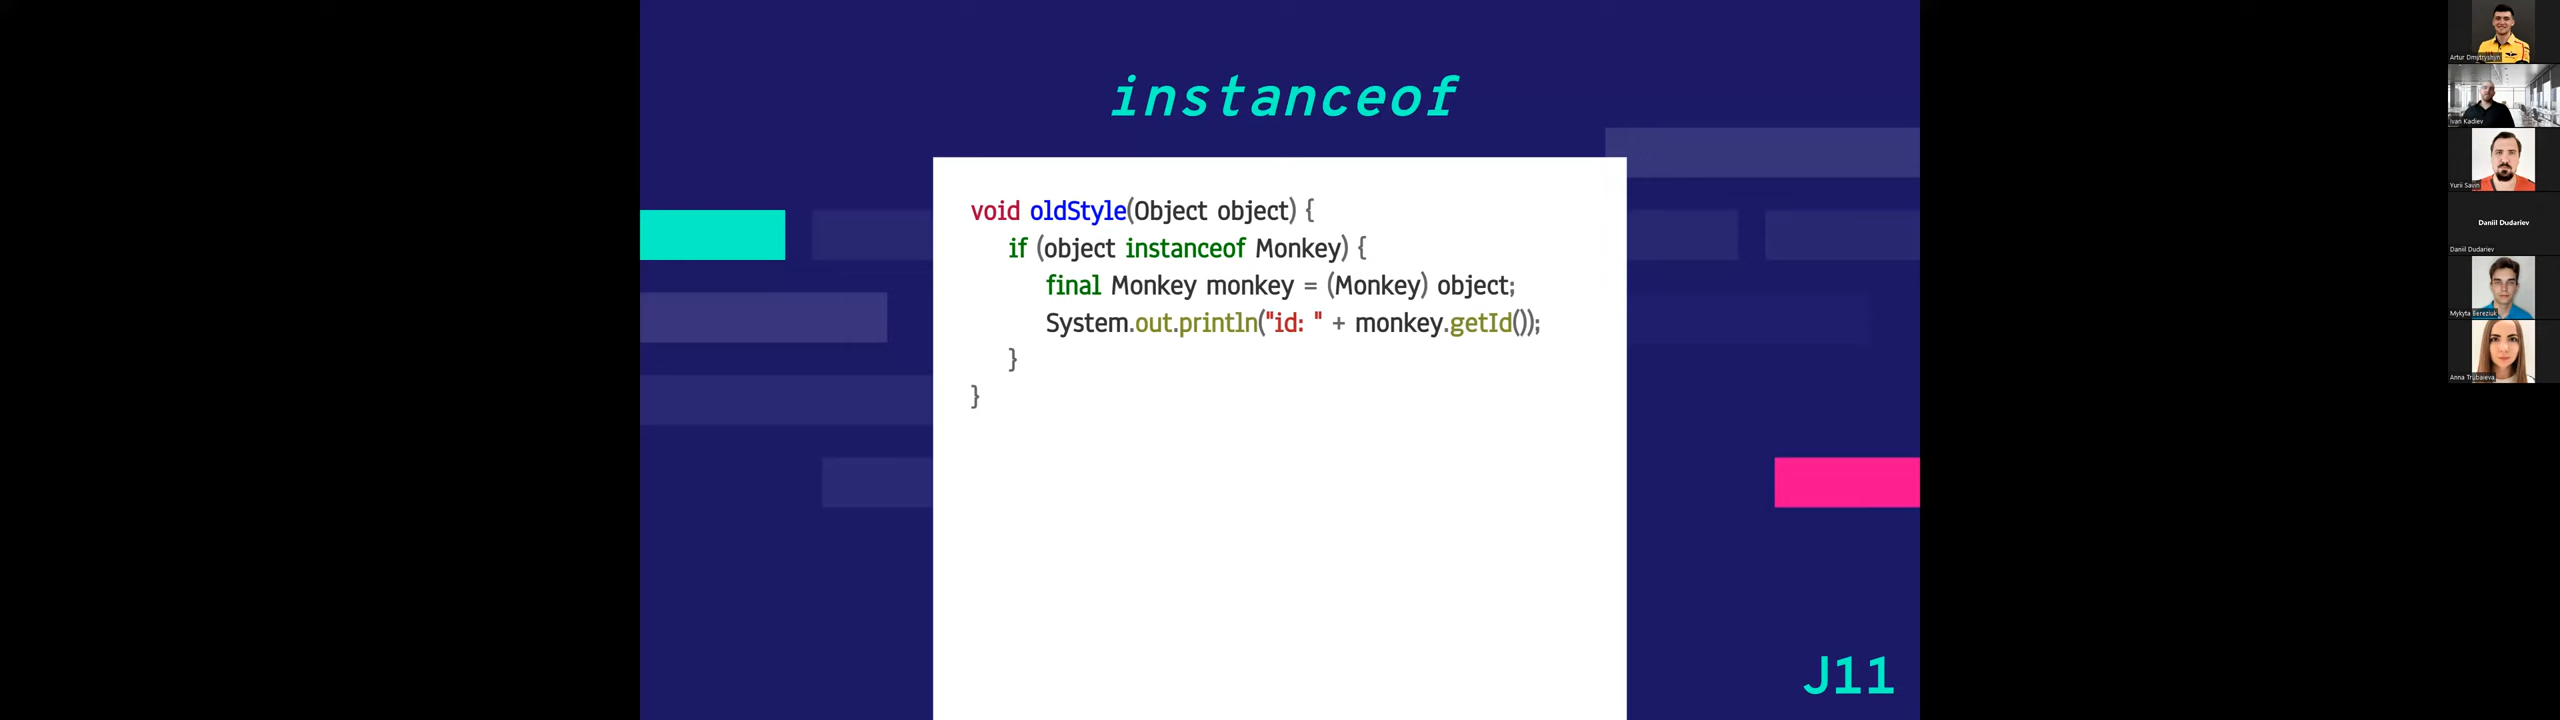 instanceof
void oldStyle(Object object) {
if (object instanceof Monkey) {
final Monkey monkey = (Monkey) object;
System.out.println("id: " + monkey.getId());
}
}
J11
Artur Dmytryshyn
Ivan Kadiev
Yurii Savin
Daniil Dudariev
Daniil Dudariev
Mykyta Bereziuk
Anna Trubaieva